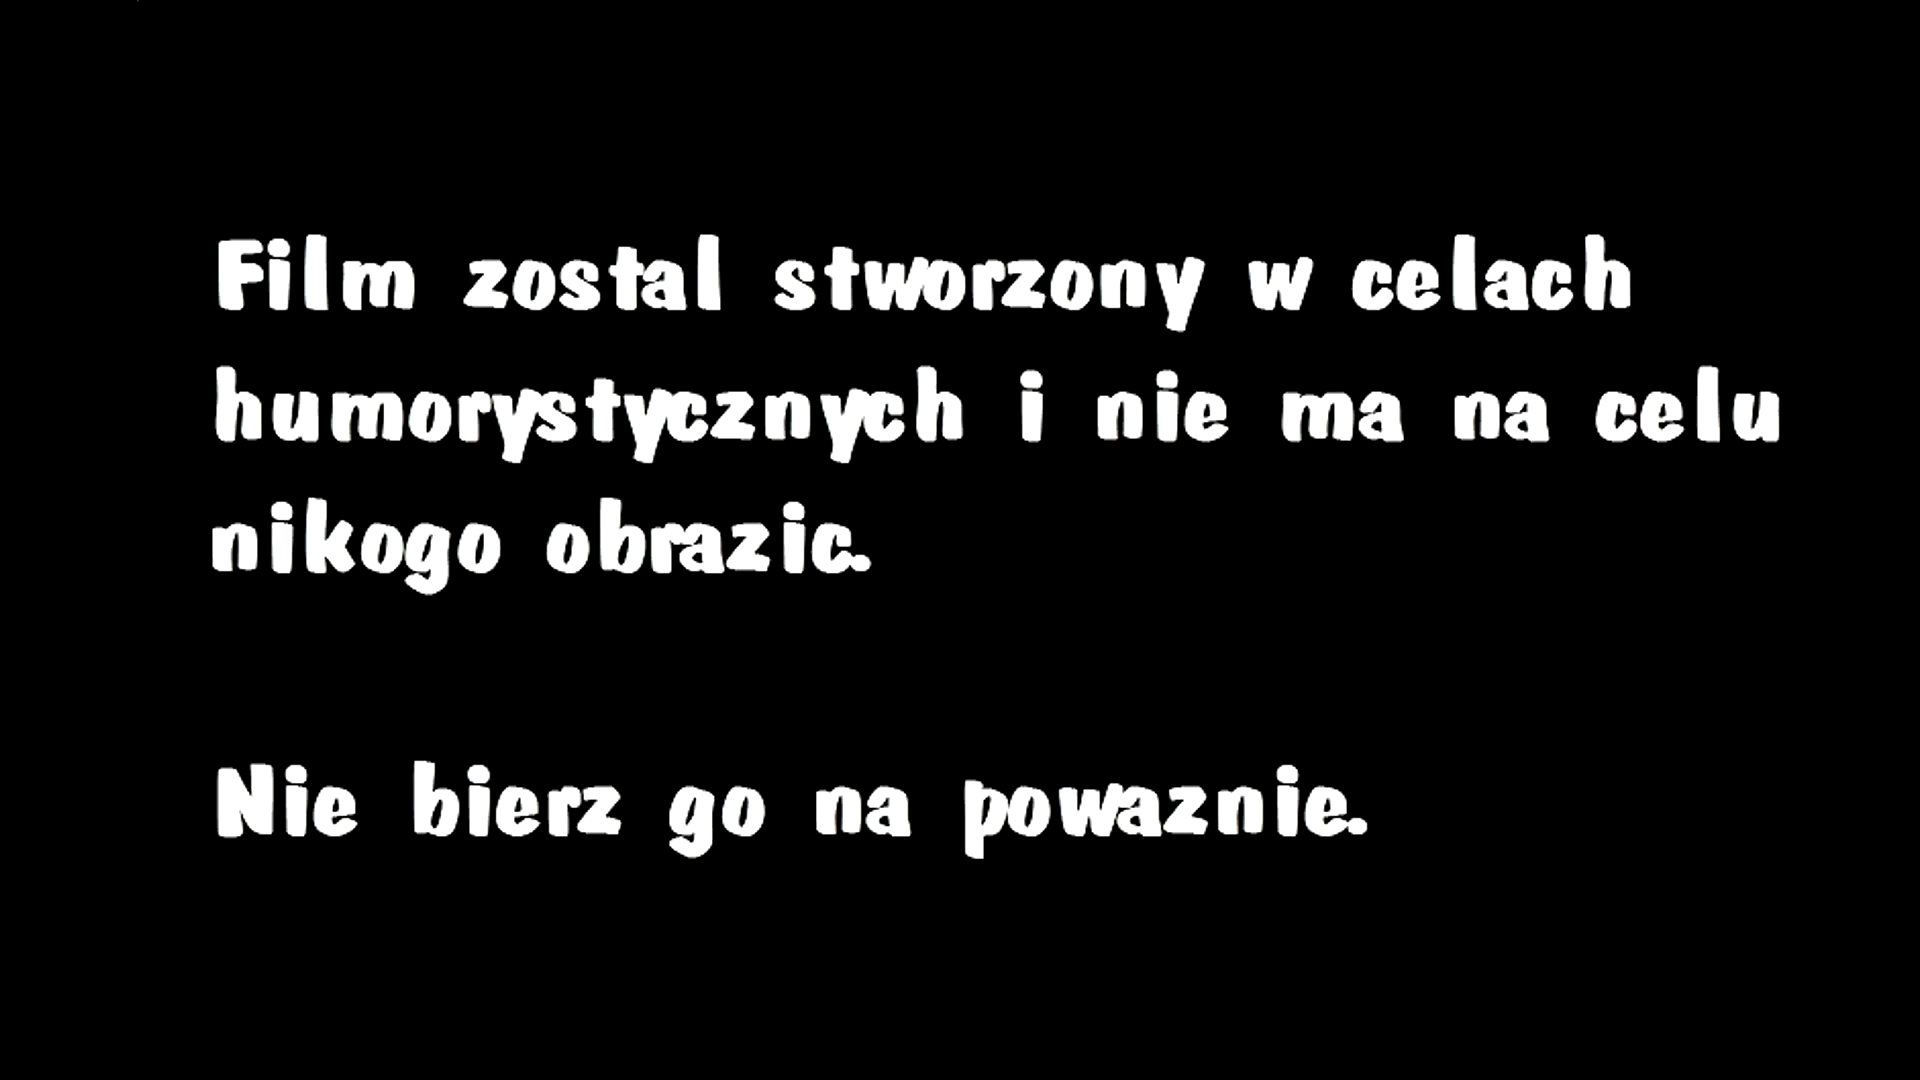 Film zostal stworzony w celach
humorystycznych i nie ma na celu
nikogo obrazic.
Nie bierz go na powaznie.